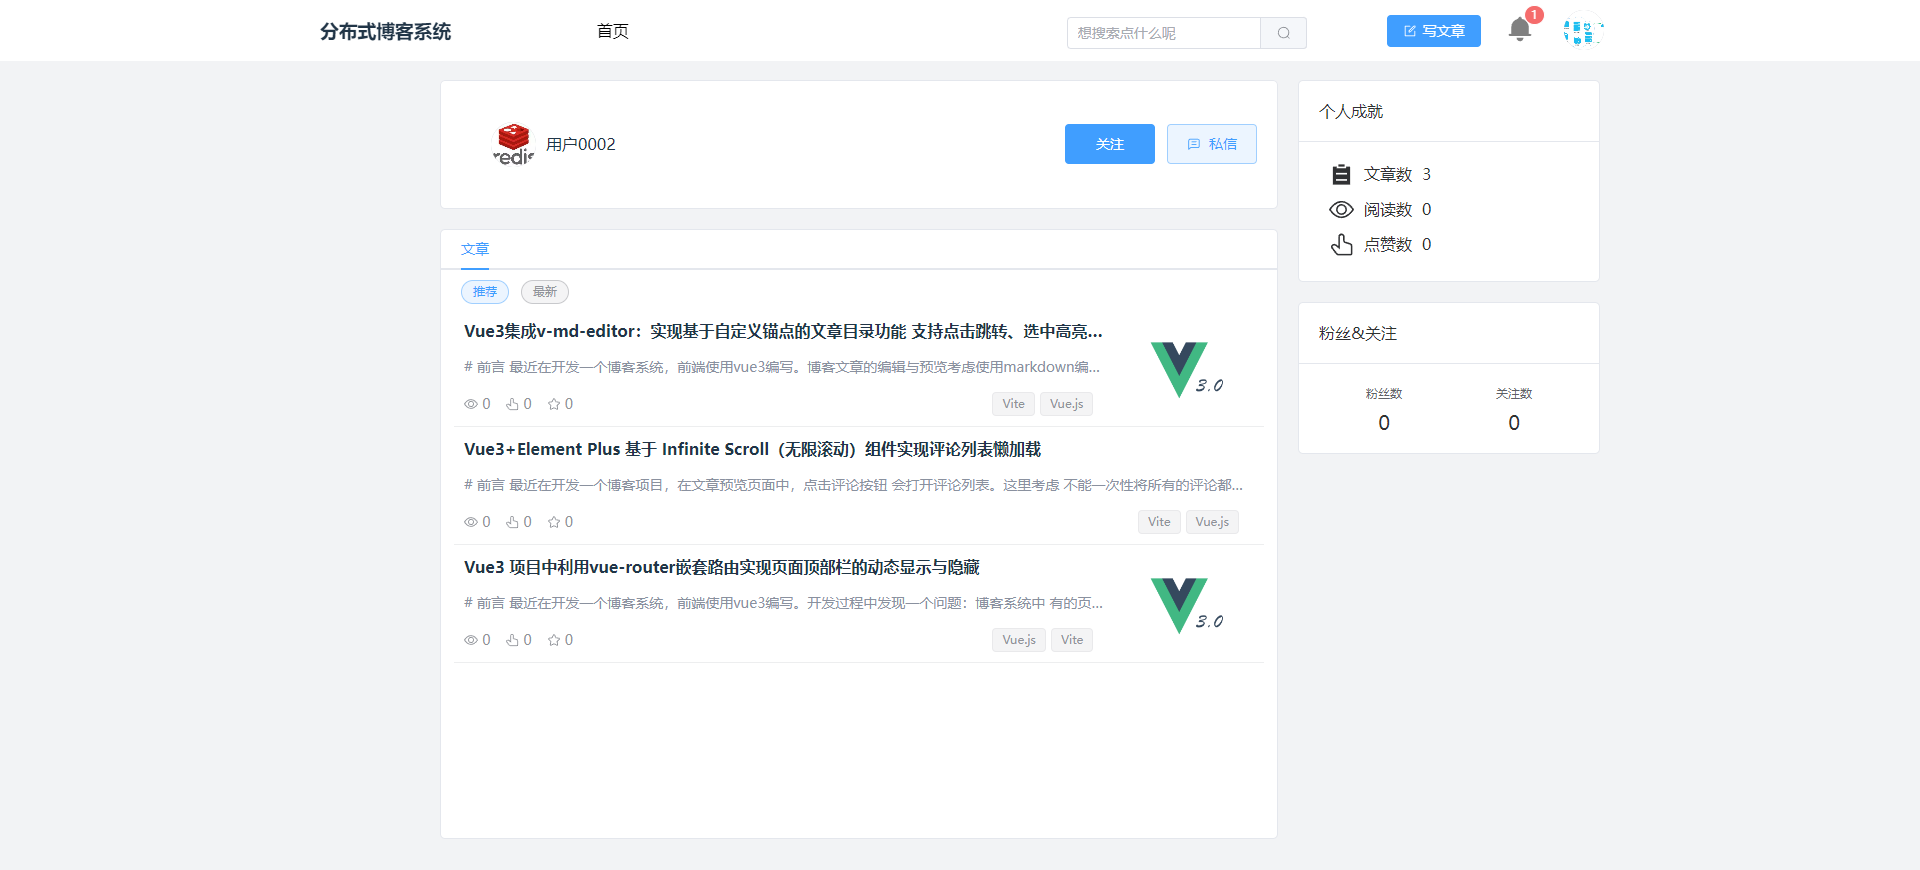 分布式博客系统 首页 想搜索点什么呢 写文章 1
redis 用户0002 关注 私信
文章
推荐 最新
Vue3集成v-md-editor：实现基于自定义锚点的文章目录功能 支持点击跳转、选中高亮...
# 前言 最近在开发一个博客系统，前端使用vue3编写。博客文章的编辑与预览考虑使用markdown编...
0 0 0 Vite Vue.js
3.0
Vue3+Element Plus 基于 Infinite Scroll（无限滚动）组件实现评论列表懒加载
# 前言 最近在开发一个博客项目，在文章预览页面中，点击评论按钮 会打开评论列表。这里考虑 不能一次性将所有的评论都...
0 0 0 Vite Vue.js
Vue3 项目中利用vue-router嵌套路由实现页面顶部栏的动态显示与隐藏
# 前言 最近在开发一个博客系统，前端使用vue3编写。开发过程中发现一个问题：博客系统中 有的页...
0 0 0 Vue.js Vite
3.0
个人成就
文章数 3
阅读数 0
点赞数 0
粉丝&关注
粉丝数 关注数
0 0